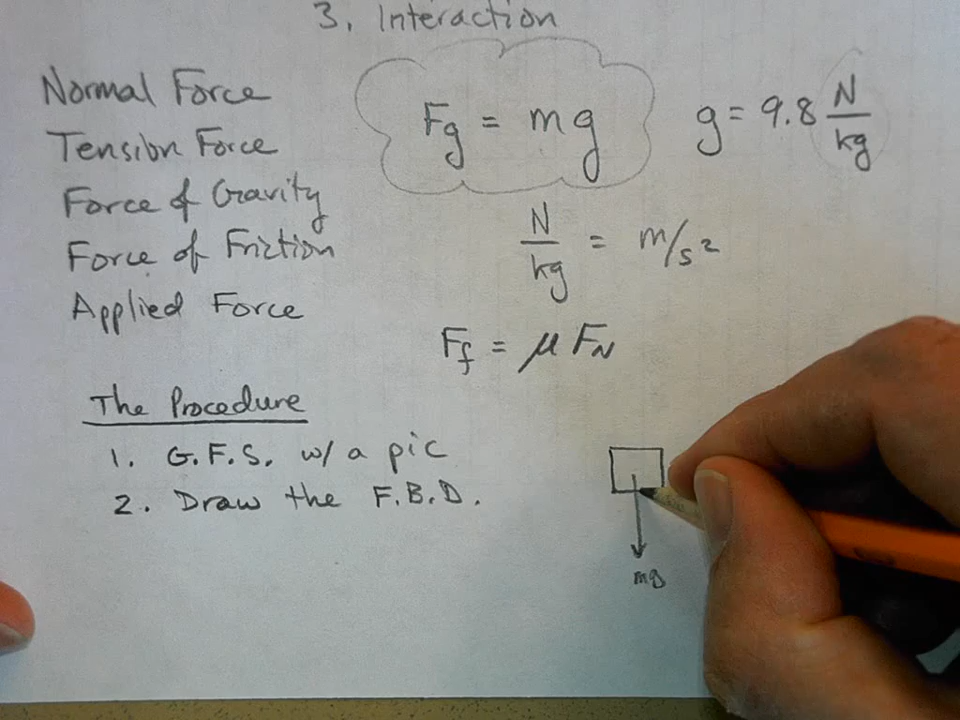 3. Interaction
Normal Force
Tension Force
Force of Gravity
Force of Friction
Applied Force
Fg = mg
g = 9.8 N/kg
N/kg = m/s²
Ff = μ FN
The Procedure
1. G.F.S. w/ a pic
2. Draw the F.B.D.
mg